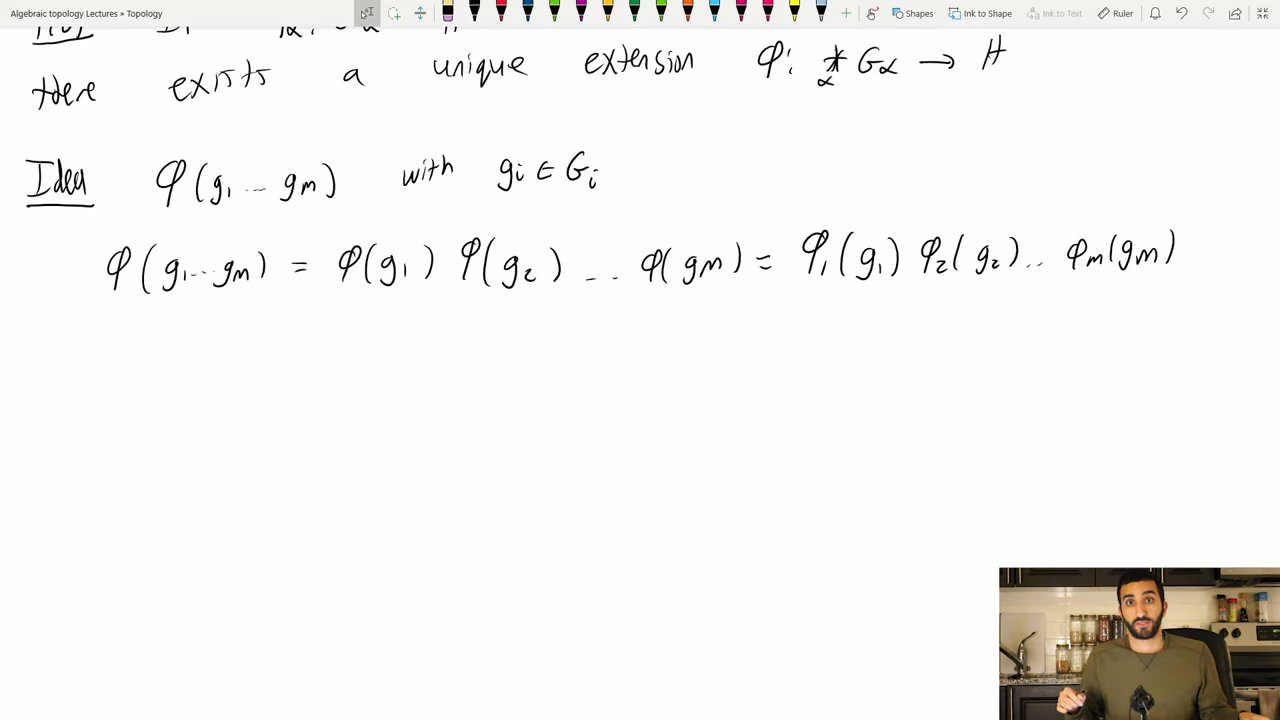 Algebraic topology Lectures » Topology
Shapes Ink to Shape Ink to Text Ruler
there exists a unique extension φ: *α Gα → H
Idea φ(g₁ ... gm) with gi ∈ Gi
φ(g₁...gm) = φ(g₁) φ(g₂) ... φ(gm) = φ₁(g₁) φ₂(g₂)... φm(gm)